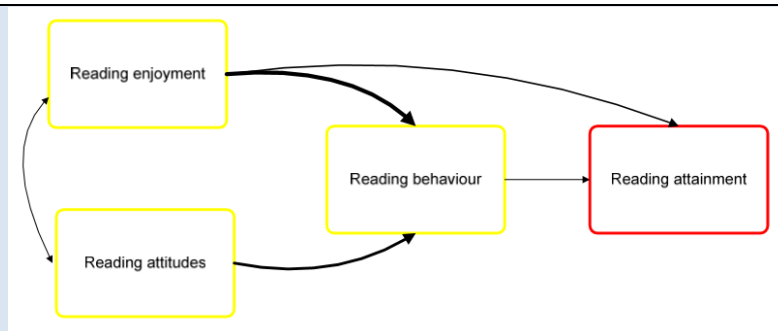 Reading enjoyment
Reading behaviour
Reading attainment
Reading attitudes